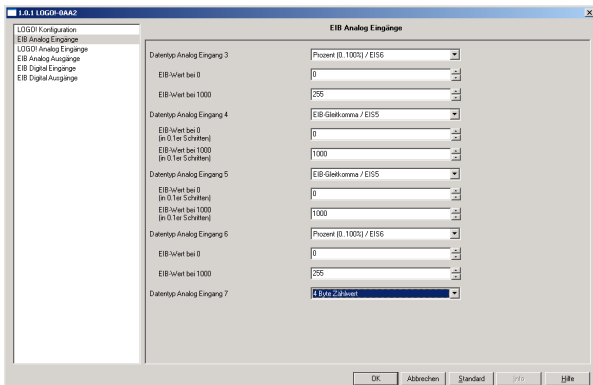 1.0.1 LOGO!-0AA2
LOGO! Konfiguration
EIB Analog Eingänge
LOGO! Analog Eingänge
EIB Analog Ausgänge
EIB Digital Eingänge
EIB Digital Ausgänge
EIB Analog Eingänge
Datentyp Analog Eingang 3
Prozent (0..100%) / EIS6
EIB-Wert bei 0
0
EIB-Wert bei 1000
255
Datentyp Analog Eingang 4
EIB-Gleitkomma / EIS5
EIB-Wert bei 0
(in 0.1er Schritten)
0
EIB-Wert bei 1000
(in 0.1er Schritten)
1000
Datentyp Analog Eingang 5
EIB-Gleitkomma / EIS5
EIB-Wert bei 0
(in 0.1er Schritten)
0
EIB-Wert bei 1000
(in 0.1er Schritten)
1000
Datentyp Analog Eingang 6
Prozent (0..100%) / EIS6
EIB-Wert bei 0
0
EIB-Wert bei 1000
255
Datentyp Analog Eingang 7
4 Byte Zählwert
OK
Abbrechen
Standard
Info
Hilfe